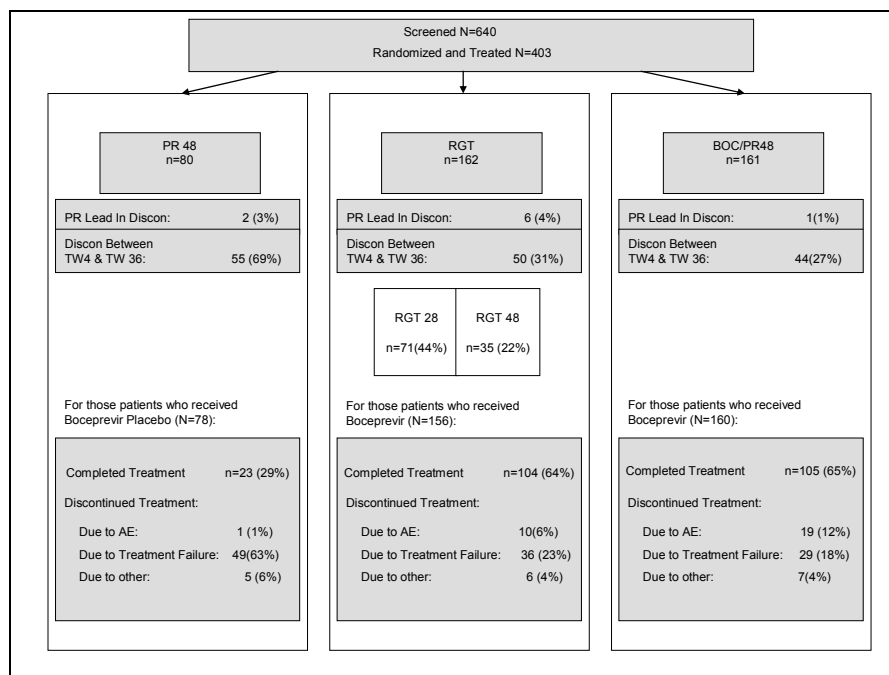 Screened N=640
Randomized and Treated N=403
PR 48
n=80
PR Lead In Discon: 2 (3%)
Discon Between
TW4 & TW 36: 55 (69%)
For those patients who received
Boceprevir Placebo (N=78):
Completed Treatment n=23 (29%)
Discontinued Treatment:
Due to AE: 1 (1%)
Due to Treatment Failure: 49(63%)
Due to other: 5 (6%)
RGT
n=162
PR Lead In Discon: 6 (4%)
Discon Between
TW4 & TW 36: 50 (31%)
RGT 28
n=71(44%)
RGT 48
n=35 (22%)
For those patients who received
Boceprevir (N=156):
Completed Treatment n=104 (64%)
Discontinued Treatment:
Due to AE: 10(6%)
Due to Treatment Failure: 36 (23%)
Due to other: 6 (4%)
BOC/PR48
n=161
PR Lead In Discon: 1(1%)
Discon Between
TW4 & TW 36: 44(27%)
For those patients who received
Boceprevir (N=160):
Completed Treatment n=105 (65%)
Discontinued Treatment:
Due to AE: 19 (12%)
Due to Treatment Failure: 29 (18%)
Due to other: 7(4%)